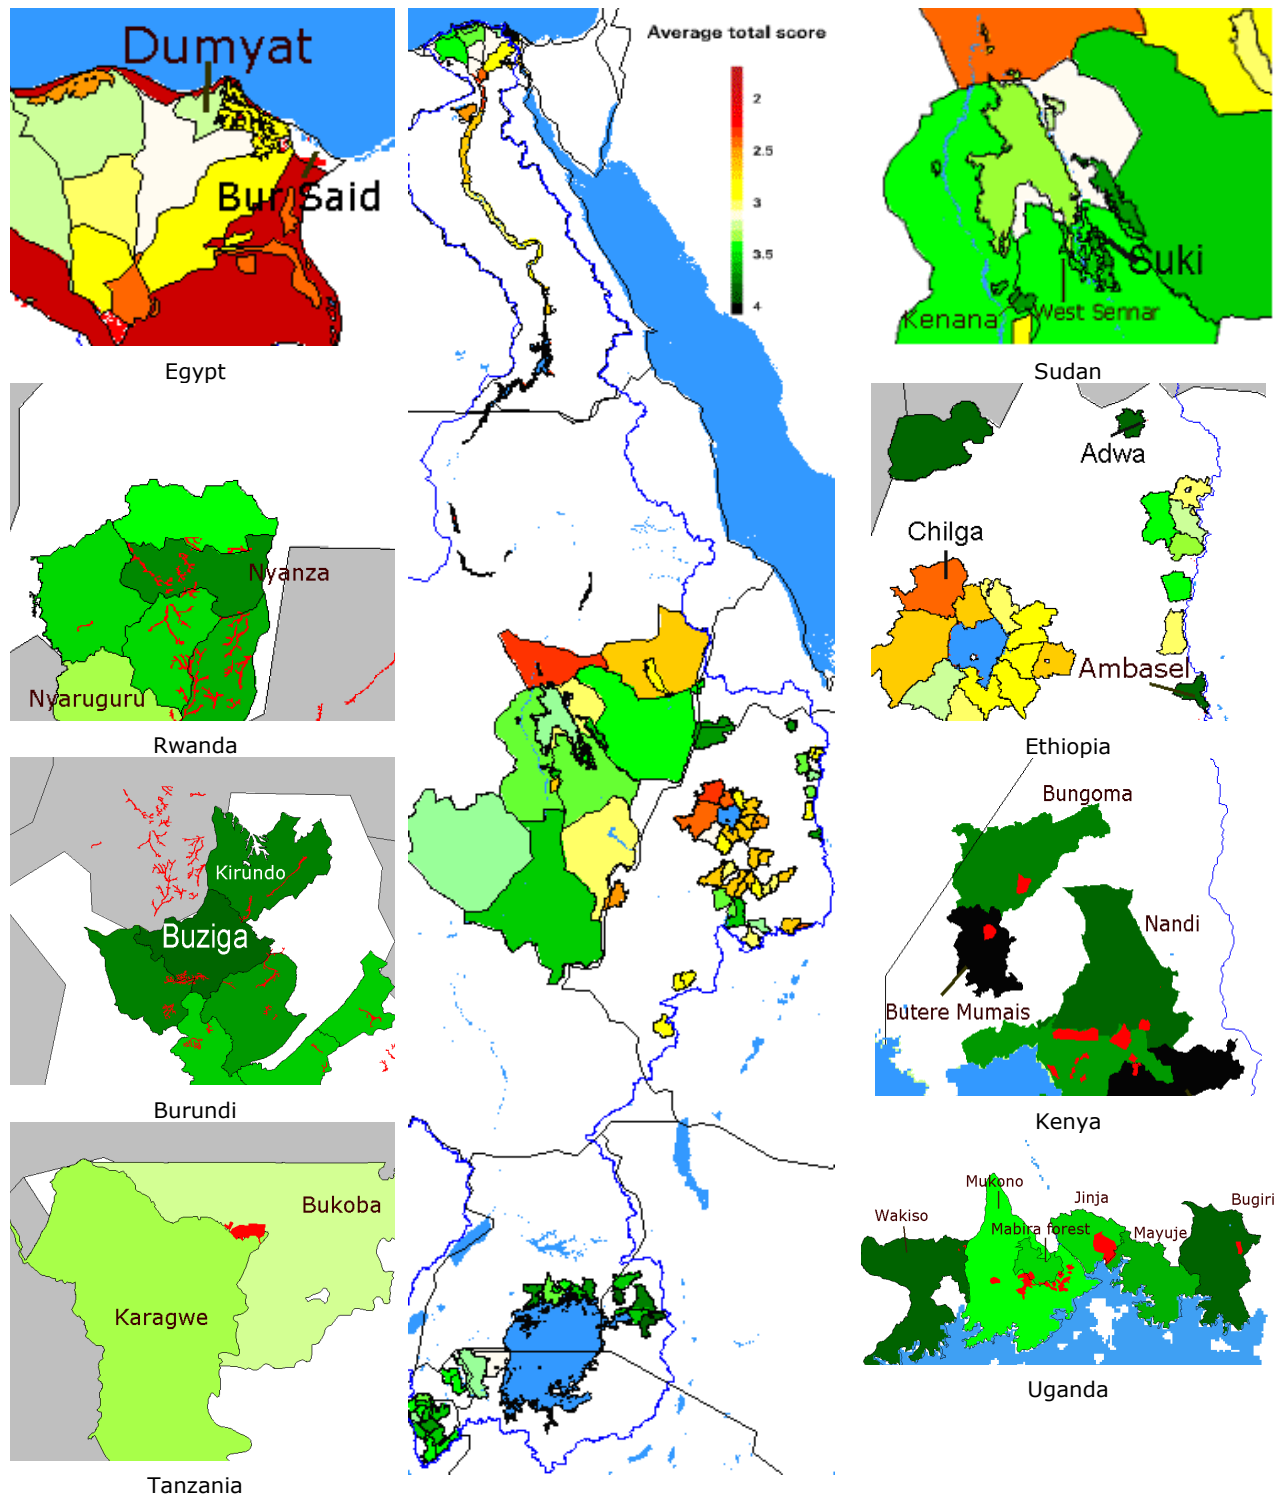 Dumyat
Bur Said
Egypt
Average total score
2
2.5
3
3.5
4
Suki
West Sennar
Kenana
Sudan
Nyanza
Nyaruguru
Rwanda
Adwa
Chilga
Ambasel
Ethiopia
Kirundo
Buziga
Burundi
Bungoma
Nandi
Butere Mumais
Kenya
Bukoba
Karagwe
Tanzania
Mukono
Jinja
Bugiri
Wakiso
Mabira forest
Mayuje
Uganda